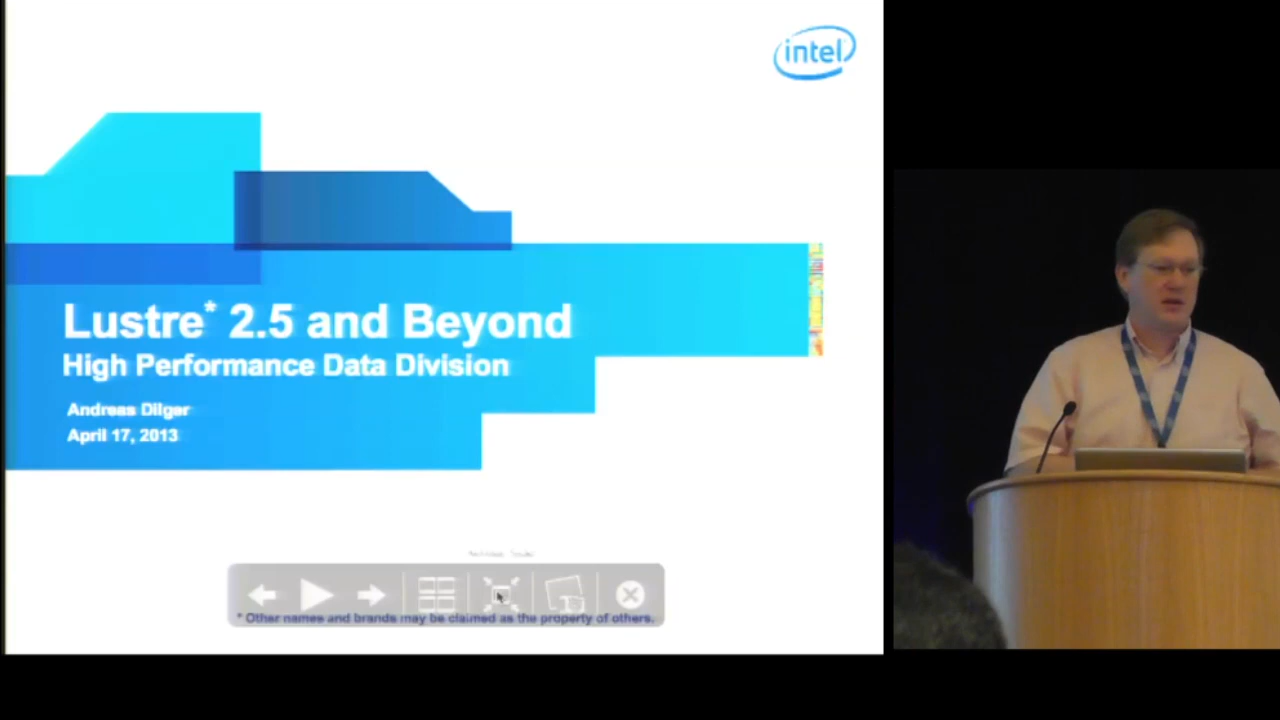 intel
Lustre* 2.5 and Beyond
High Performance Data Division
Andreas Dilger
April 17, 2013
* Other names and brands may be claimed as the property of others.